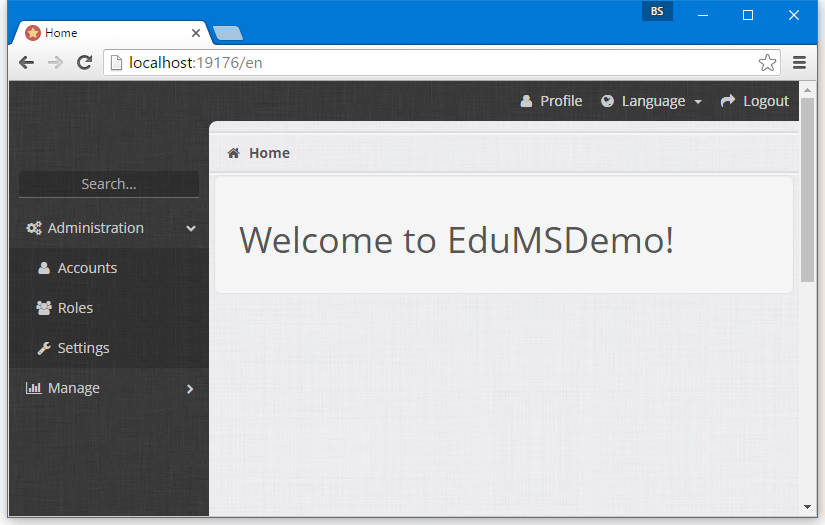 BS
Home
localhost:19176/en
Profile Language Logout
Home
Search...
Welcome to EduMSDemo!
Administration
Accounts
Roles
Settings
Manage